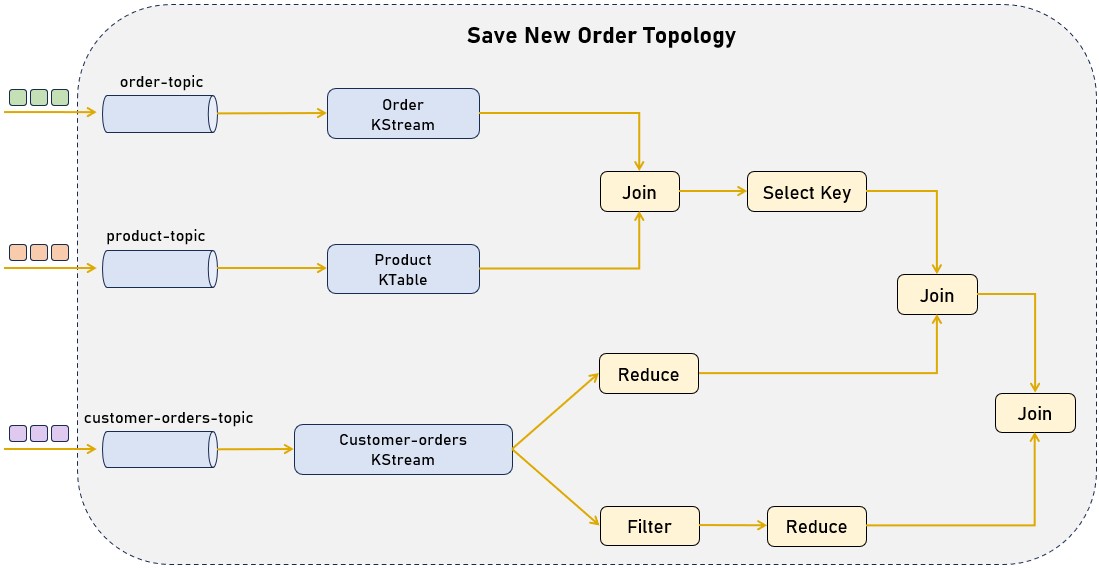 Save New Order Topology
order-topic
Order
KStream
Join
Select Key
product-topic
Product
KTable
Join
Reduce
customer-orders-topic
Customer-orders
KStream
Join
Filter
Reduce